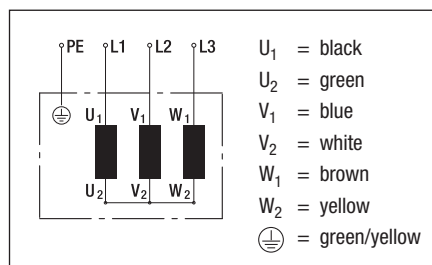 PE L1 L2 L3
U1 V1 W1
U2 V2 W2
U1 = black
U2 = green
V1 = blue
V2 = white
W1 = brown
W2 = yellow
= green/yellow